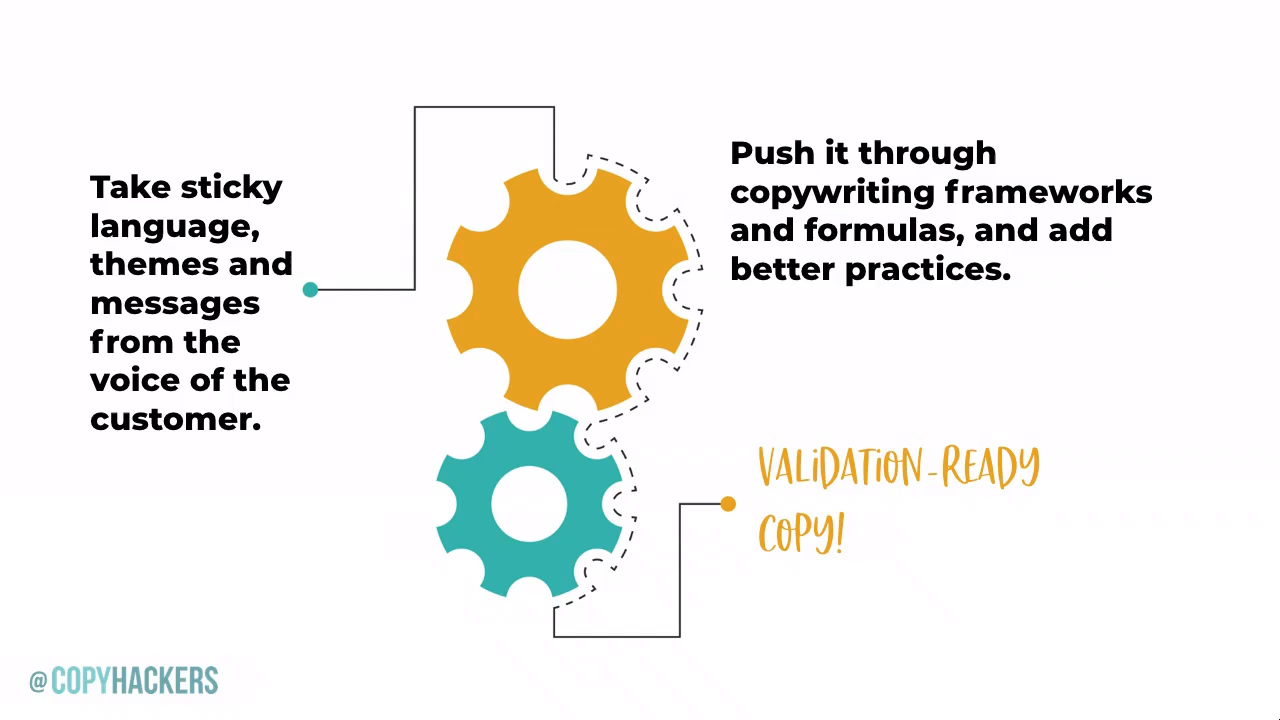 Take sticky
language,
themes and
messages
from the
voice of the
customer.
Push it through
copywriting frameworks
and formulas, and add
better practices.
VALiDATiON-READY
COPY!
@COPYHACKERS